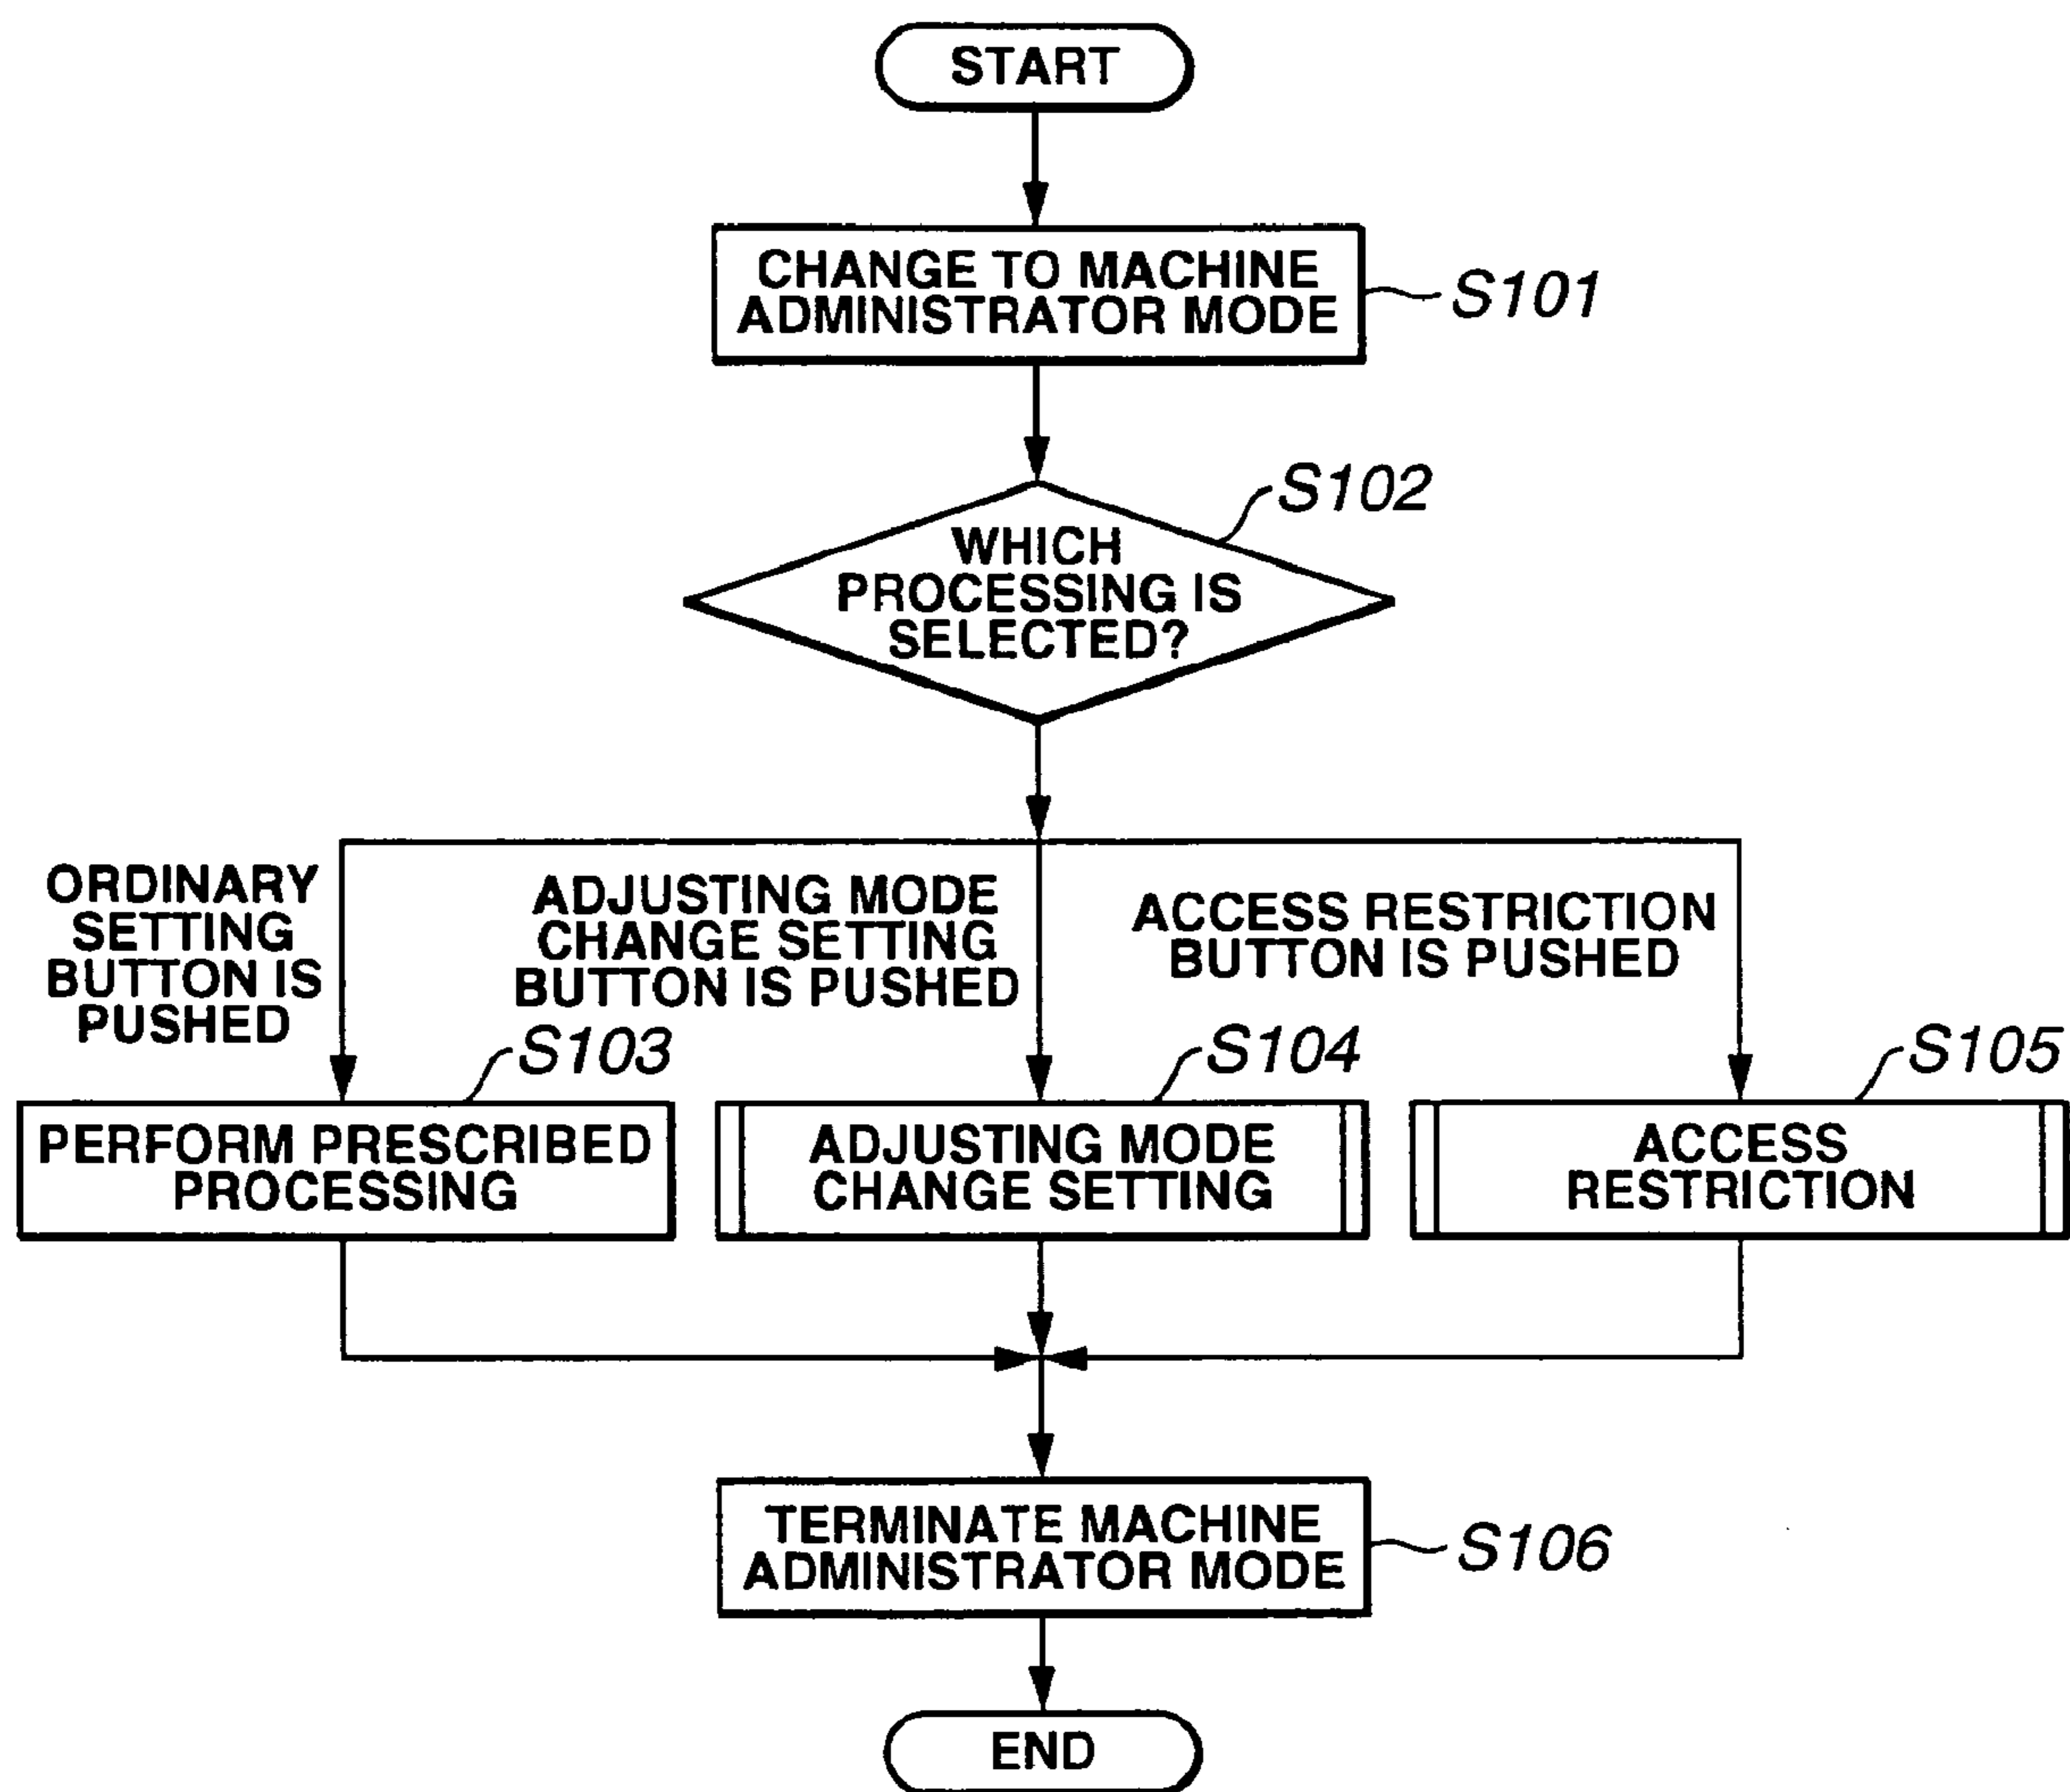 START
CHANGE TO MACHINE
ADMINISTRATOR MODE
S101
S102
WHICH
PROCESSING IS
SELECTED?
ORDINARY
SETTING
BUTTON IS
PUSHED
ADJUSTING MODE
CHANGE SETTING
BUTTON IS PUSHED
ACCESS RESTRICTION
BUTTON IS PUSHED
S103
S104
S105
PERFORM PRESCRIBED
PROCESSING
ADJUSTING MODE
CHANGE SETTING
ACCESS
RESTRICTION
TERMINATE MACHINE
ADMINISTRATOR MODE
S106
END